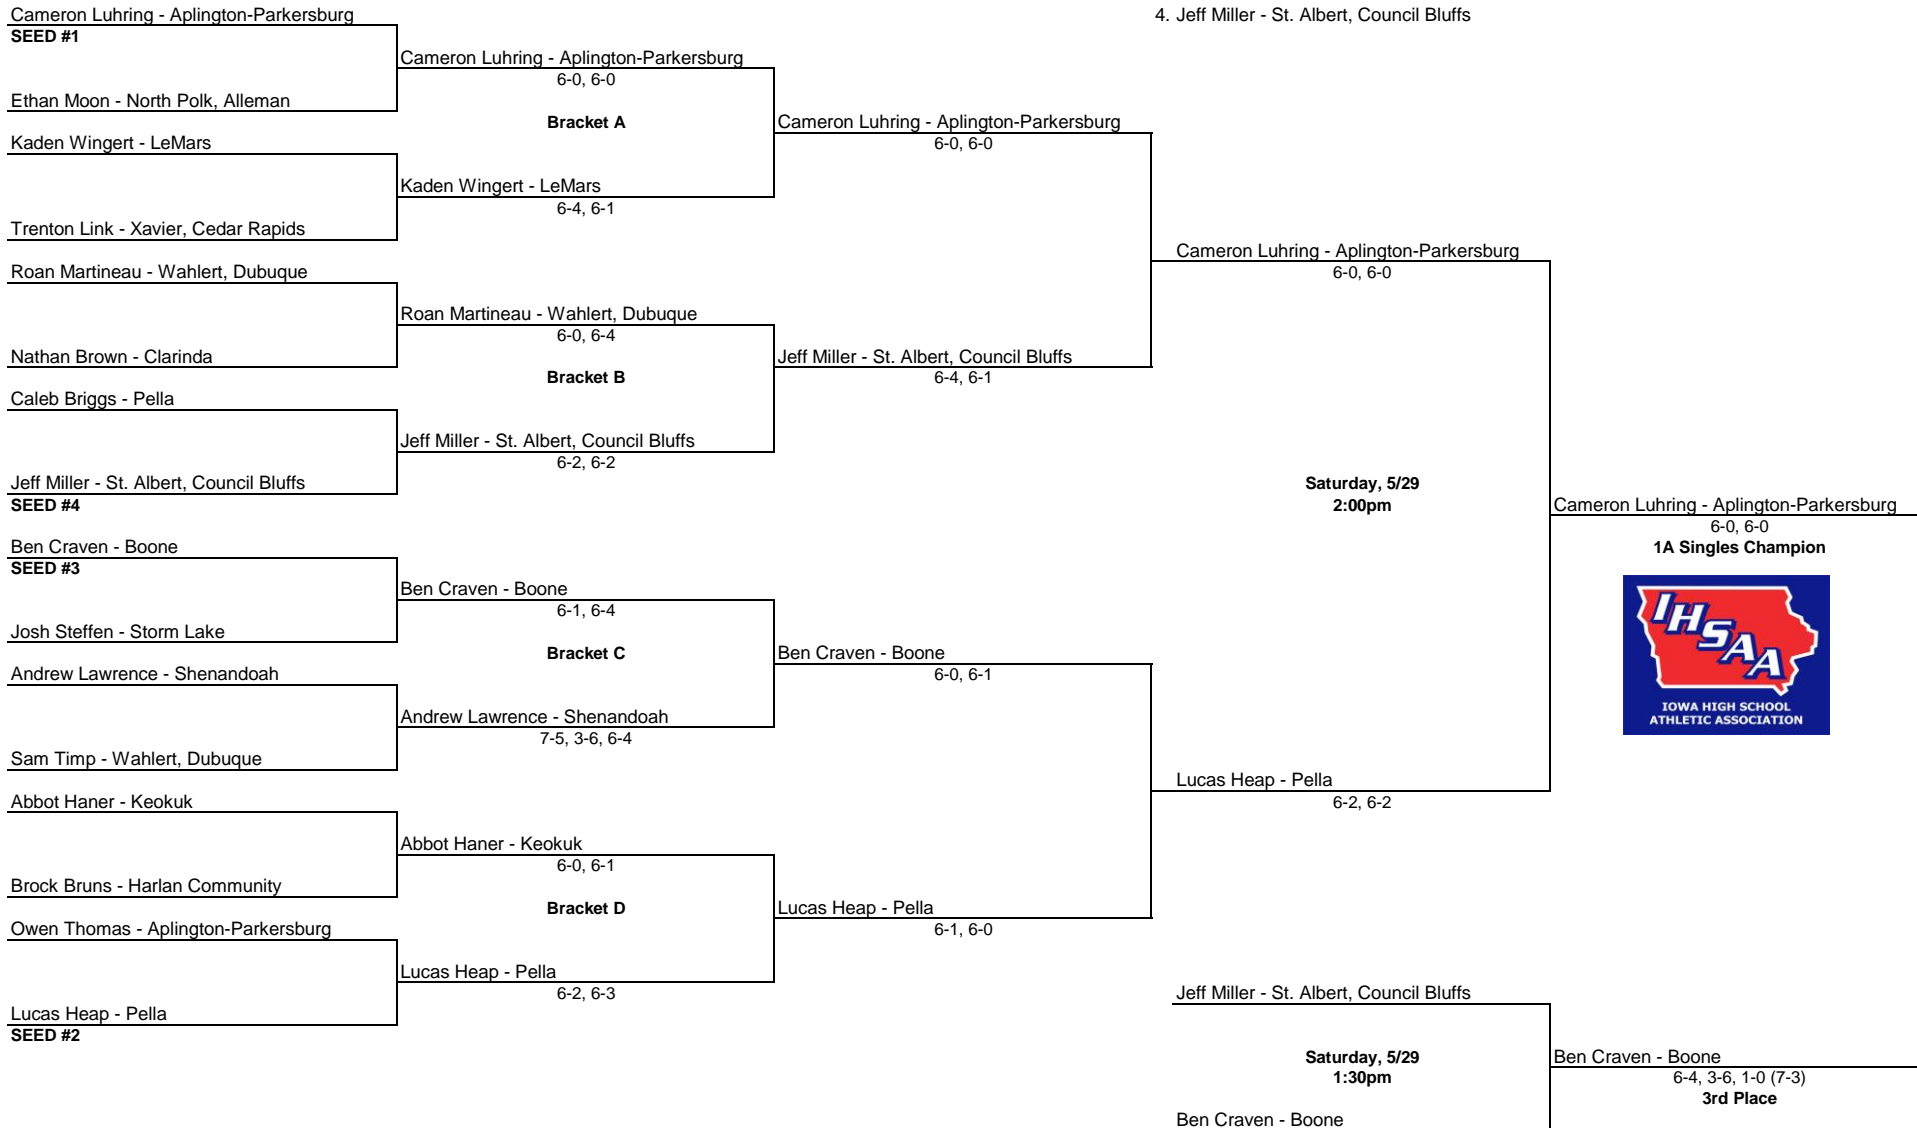 Cameron Luhring - Aplington-Parkersburg
SEED #1
4. Jeff Miller - St. Albert, Council Bluffs
Cameron Luhring - Aplington-Parkersburg
6-0, 6-0
Ethan Moon - North Polk, Alleman
Bracket A
Cameron Luhring - Aplington-Parkersburg
6-0, 6-0
Kaden Wingert - LeMars
Kaden Wingert - LeMars
6-4, 6-1
Trenton Link - Xavier, Cedar Rapids
Cameron Luhring - Aplington-Parkersburg
6-0, 6-0
Roan Martineau - Wahlert, Dubuque
Roan Martineau - Wahlert, Dubuque
6-0, 6-4
Nathan Brown - Clarinda
Jeff Miller - St. Albert, Council Bluffs
6-4, 6-1
Bracket B
Caleb Briggs - Pella
Jeff Miller - St. Albert, Council Bluffs
6-2, 6-2
Jeff Miller - St. Albert, Council Bluffs
SEED #4
Saturday, 5/29
2:00pm
Cameron Luhring - Aplington-Parkersburg
6-0, 6-0
1A Singles Champion
Ben Craven - Boone
SEED #3
Ben Craven - Boone
6-1, 6-4
IHSAA
IOWA HIGH SCHOOL
ATHLETIC ASSOCIATION
Josh Steffen - Storm Lake
Bracket C
Ben Craven - Boone
6-0, 6-1
Andrew Lawrence - Shenandoah
Andrew Lawrence - Shenandoah
7-5, 3-6, 6-4
Sam Timp - Wahlert, Dubuque
Lucas Heap - Pella
6-2, 6-2
Abbot Haner - Keokuk
Abbot Haner - Keokuk
6-0, 6-1
Brock Bruns - Harlan Community
Bracket D
Lucas Heap - Pella
6-1, 6-0
Owen Thomas - Aplington-Parkersburg
Lucas Heap - Pella
6-2, 6-3
Lucas Heap - Pella
SEED #2
Jeff Miller - St. Albert, Council Bluffs
Saturday, 5/29
1:30pm
Ben Craven - Boone
6-4, 3-6, 1-0 (7-3)
3rd Place
Ben Craven - Boone